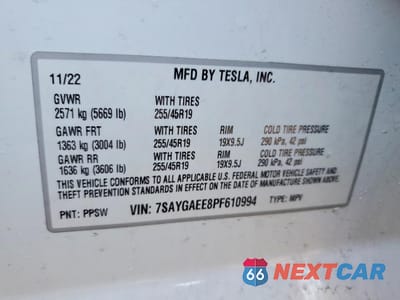 11/22 MFD BY TESLA, INC.
GVWR WITH TIRES
2571 kg (5669 lb) 255/45R19
GAWR FRT WITH TIRES RIM COLD TIRE PRESSURE
1363 kg (3004 lb) 255/45R19 19X9.5J 290 kPa, 42 psi
GAWR RR WITH TIRES RIM COLD TIRE PRESSURE
1636 kg (3606 lb) 255/45R19 19X9.5J 290 kPa, 42 psi
THIS VEHICLE CONFORMS TO ALL APPLICABLE U.S. FEDERAL MOTOR VEHICLE SAFETY AND
THEFT PREVENTION STANDARDS IN EFFECT ON THE DATE OF MANUFACTURE SHOWN ABOVE.
PNT: PPSW VIN: 7SAYGAEE8PF610994 TYPE: MPV
66 NEXTCAR